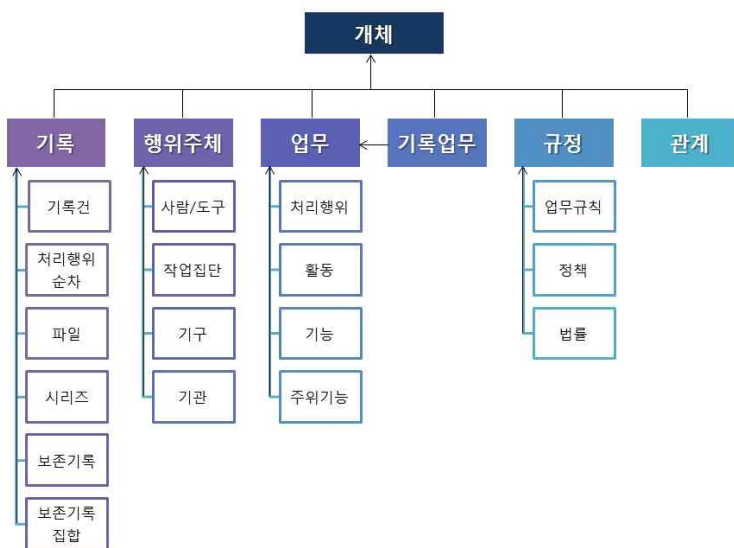 개체
기록
행위주체
업무
기록업무
규정
관계
기록건
처리행위
순차
파일
시리즈
보존기록
보존기록
집합
사람/도구
작업집단
기구
기관
처리행위
활동
기능
주위기능
업무규칙
정책
법률